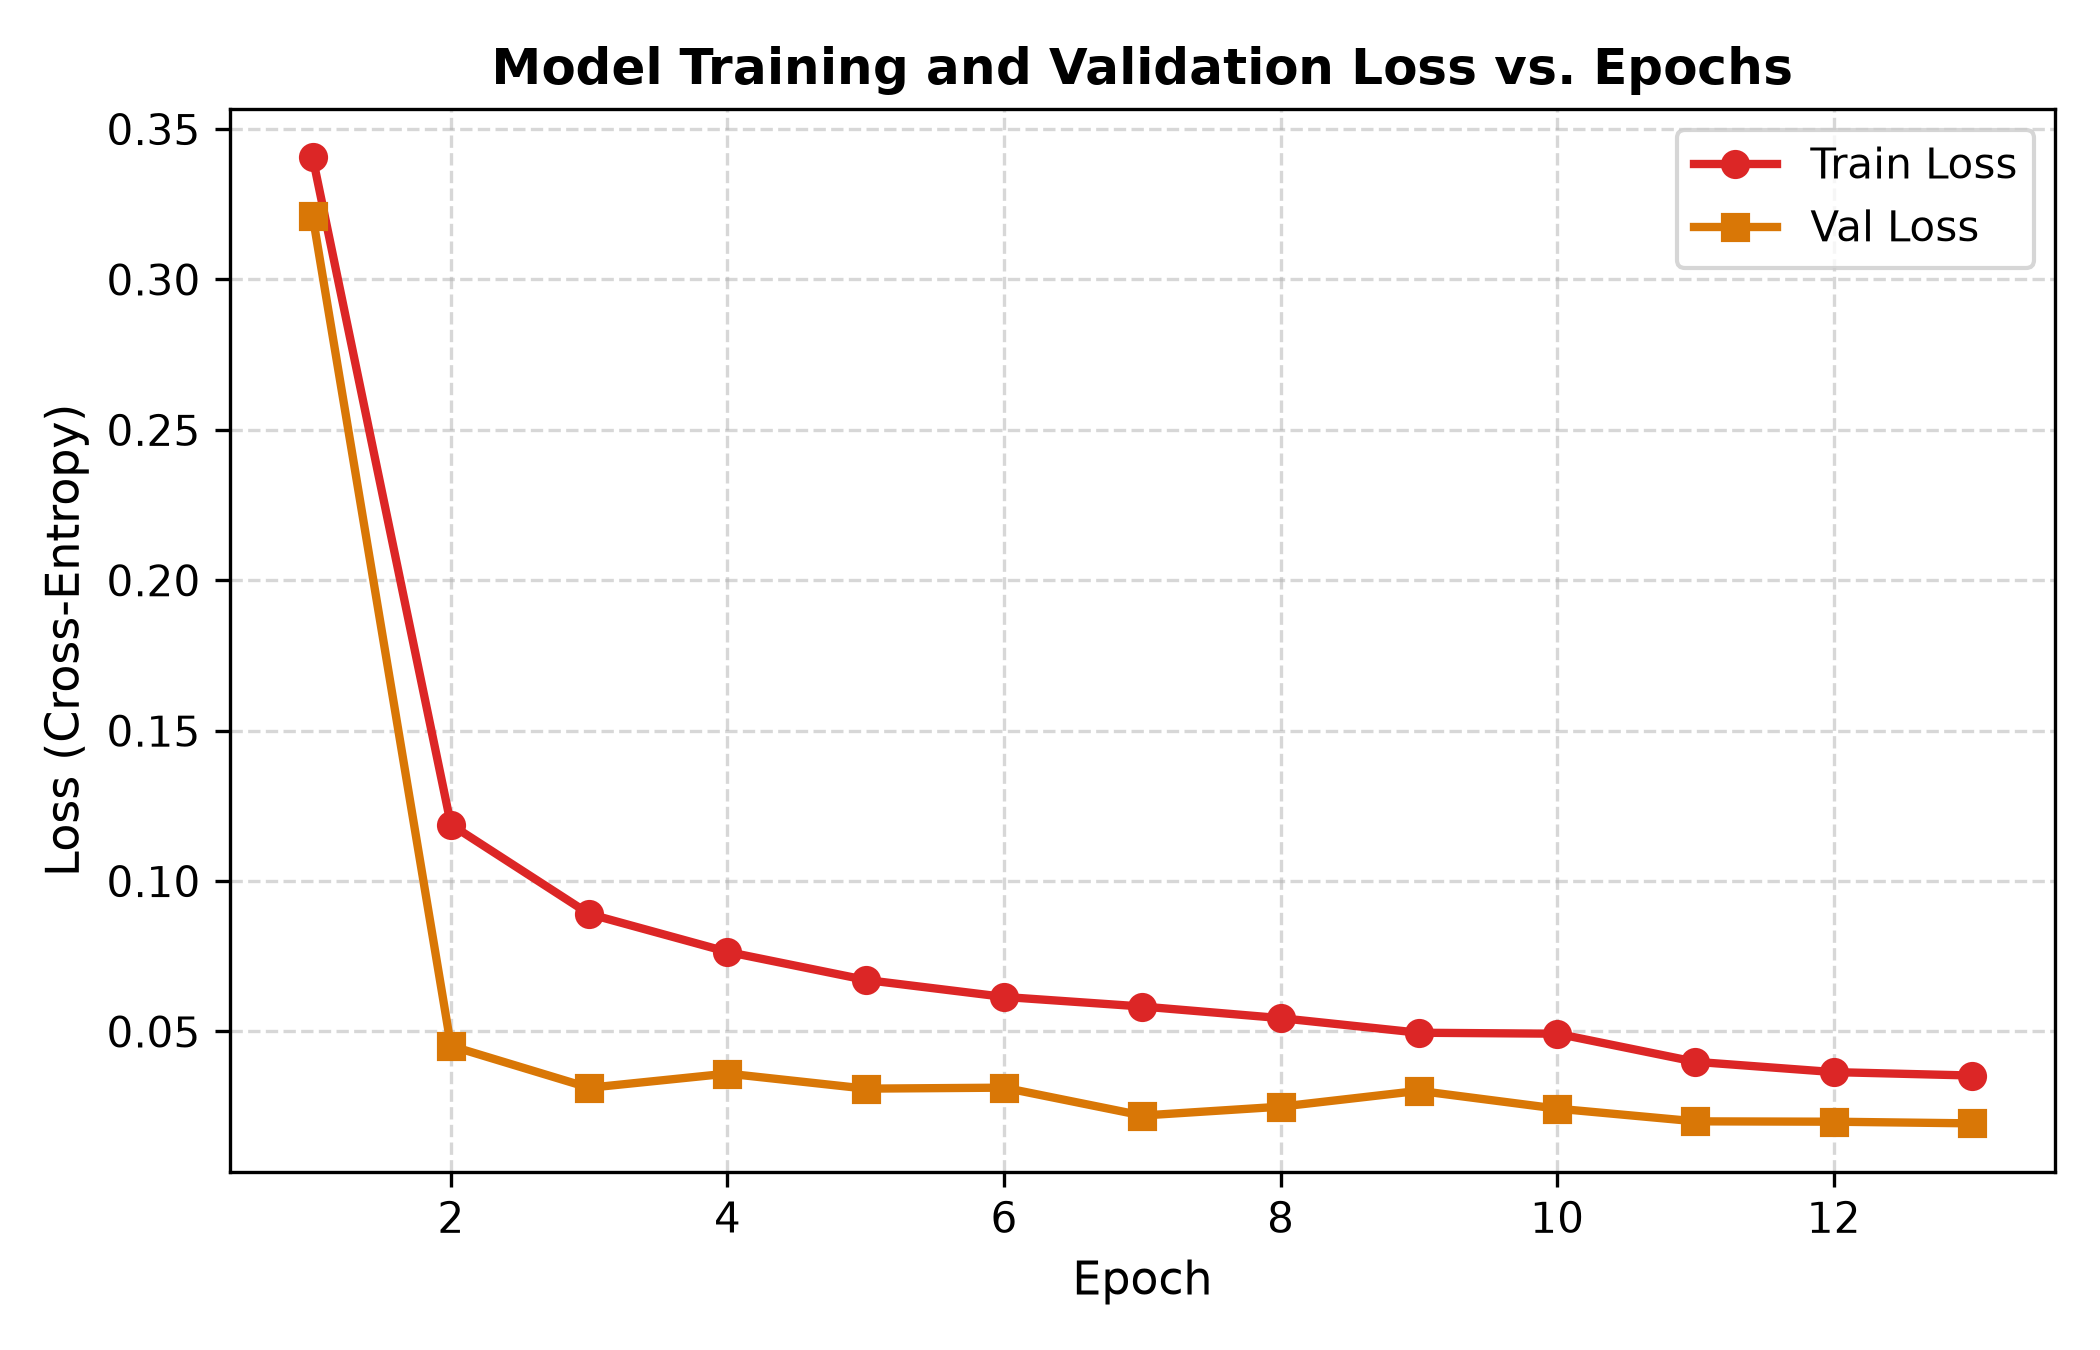 Model Training and Validation Loss vs. Epochs
Train Loss
Val Loss
Loss (Cross-Entropy)
0.35
0.30
0.25
0.20
0.15
0.10
0.05
2 4 6 8 10 12
Epoch